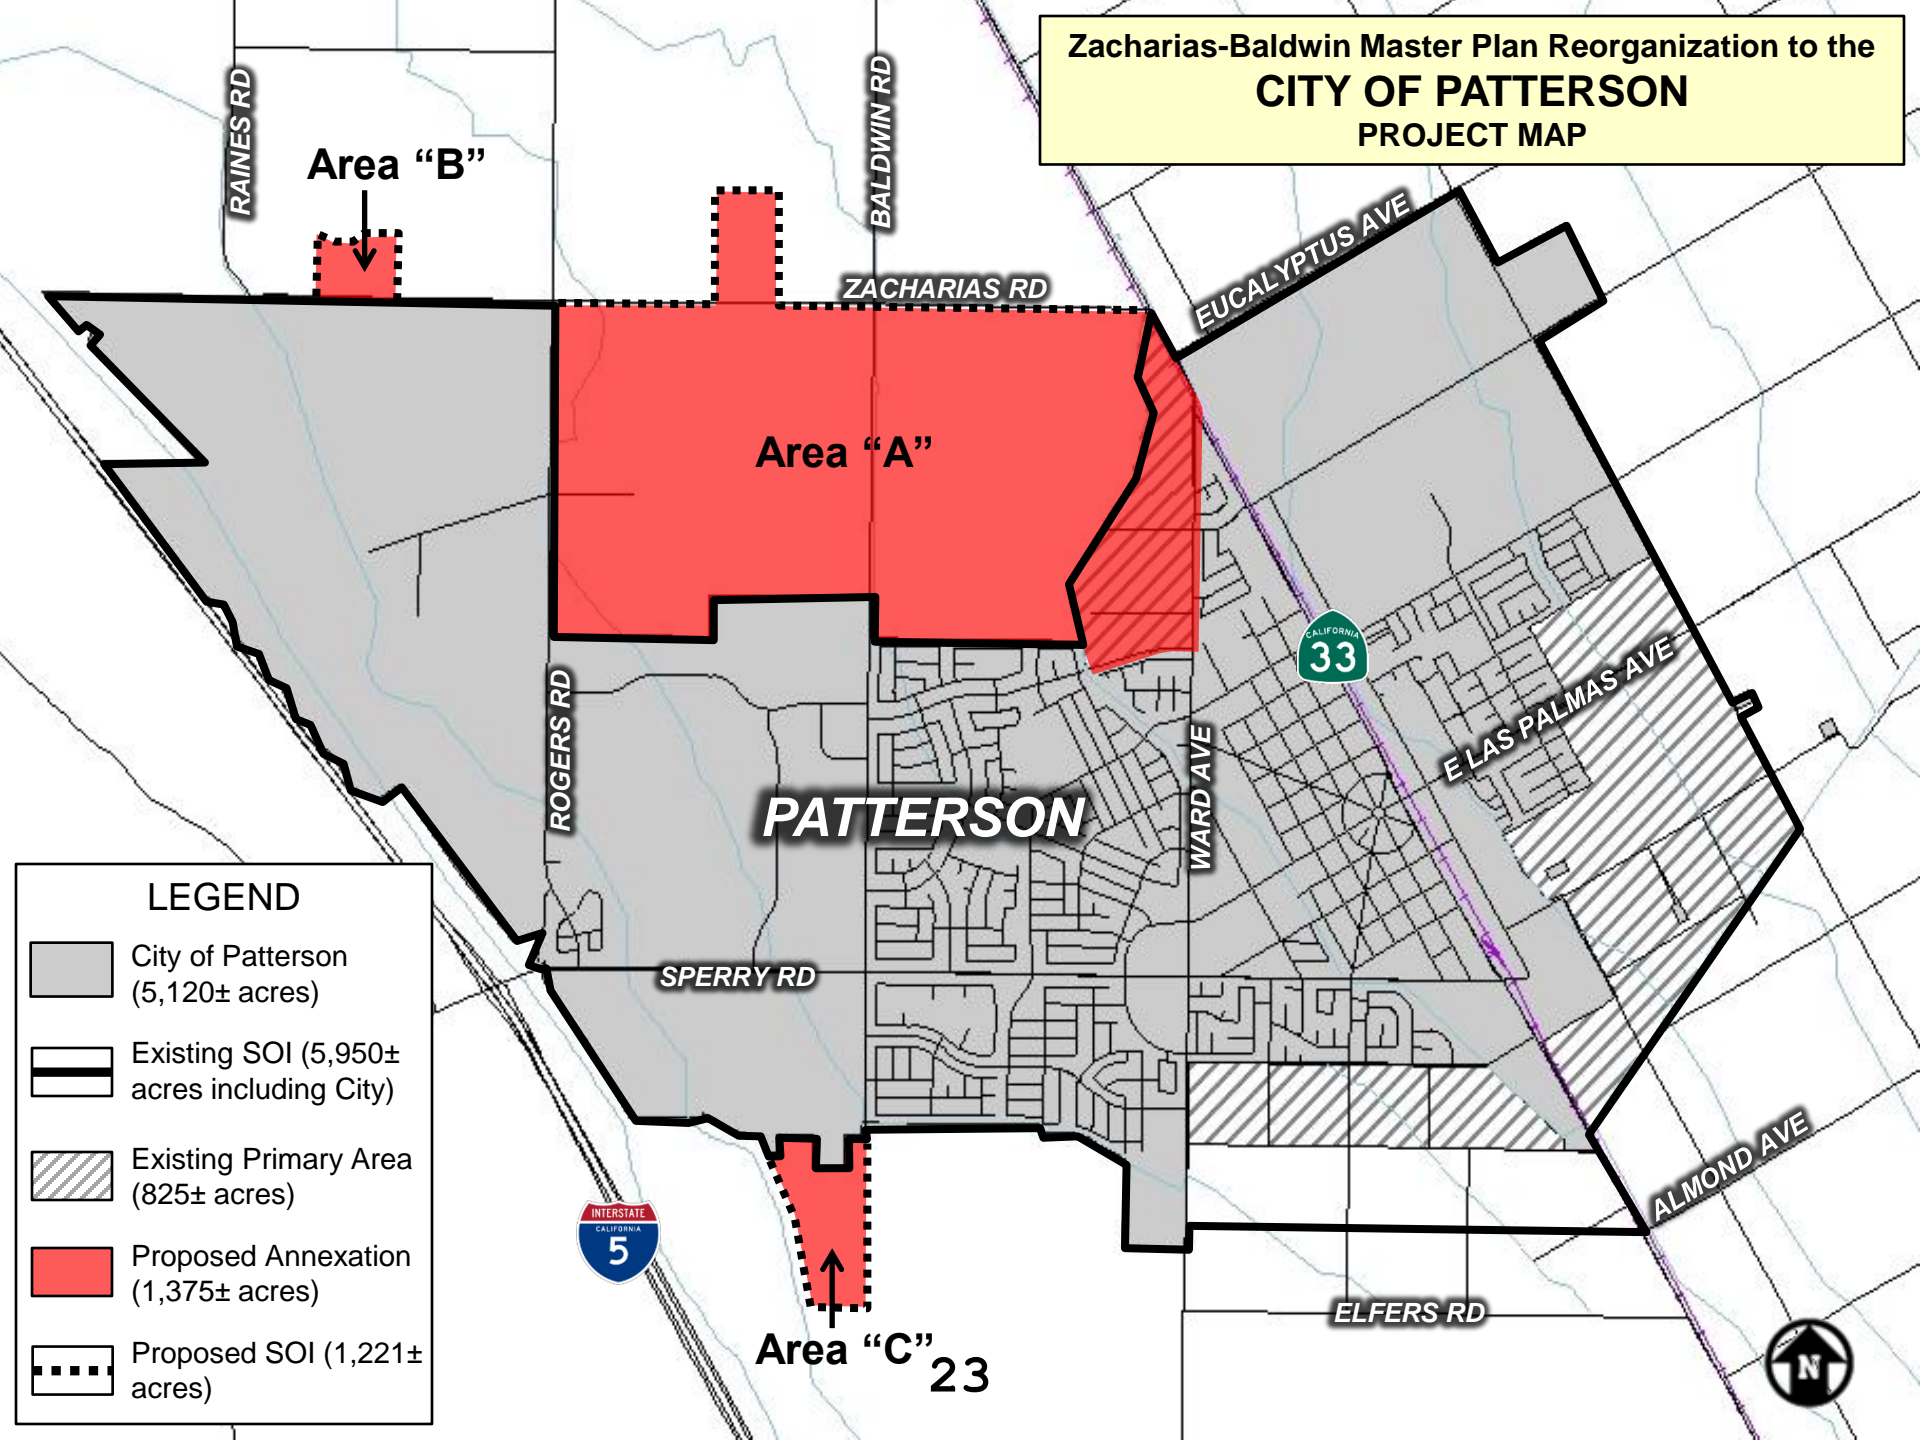 Zacharias-Baldwin Master Plan Reorganization to the
CITY OF PATTERSON
PROJECT MAP
RAINES RD
BALDWIN RD
Area “B”
EUCALYPTUS AVE
ZACHARIAS RD
Area “A”
CALIFORNIA
33
ROGERS RD
E LAS PALMAS AVE
WARD AVE
PATTERSON
SPERRY RD
LEGEND
City of Patterson
(5,120± acres)
Existing SOI (5,950±
acres including City)
Existing Primary Area
(825± acres)
Proposed Annexation
(1,375± acres)
Proposed SOI (1,221±
acres)
INTERSTATE
CALIFORNIA
5
ALMOND AVE
ELFERS RD
Area “C”
23
N